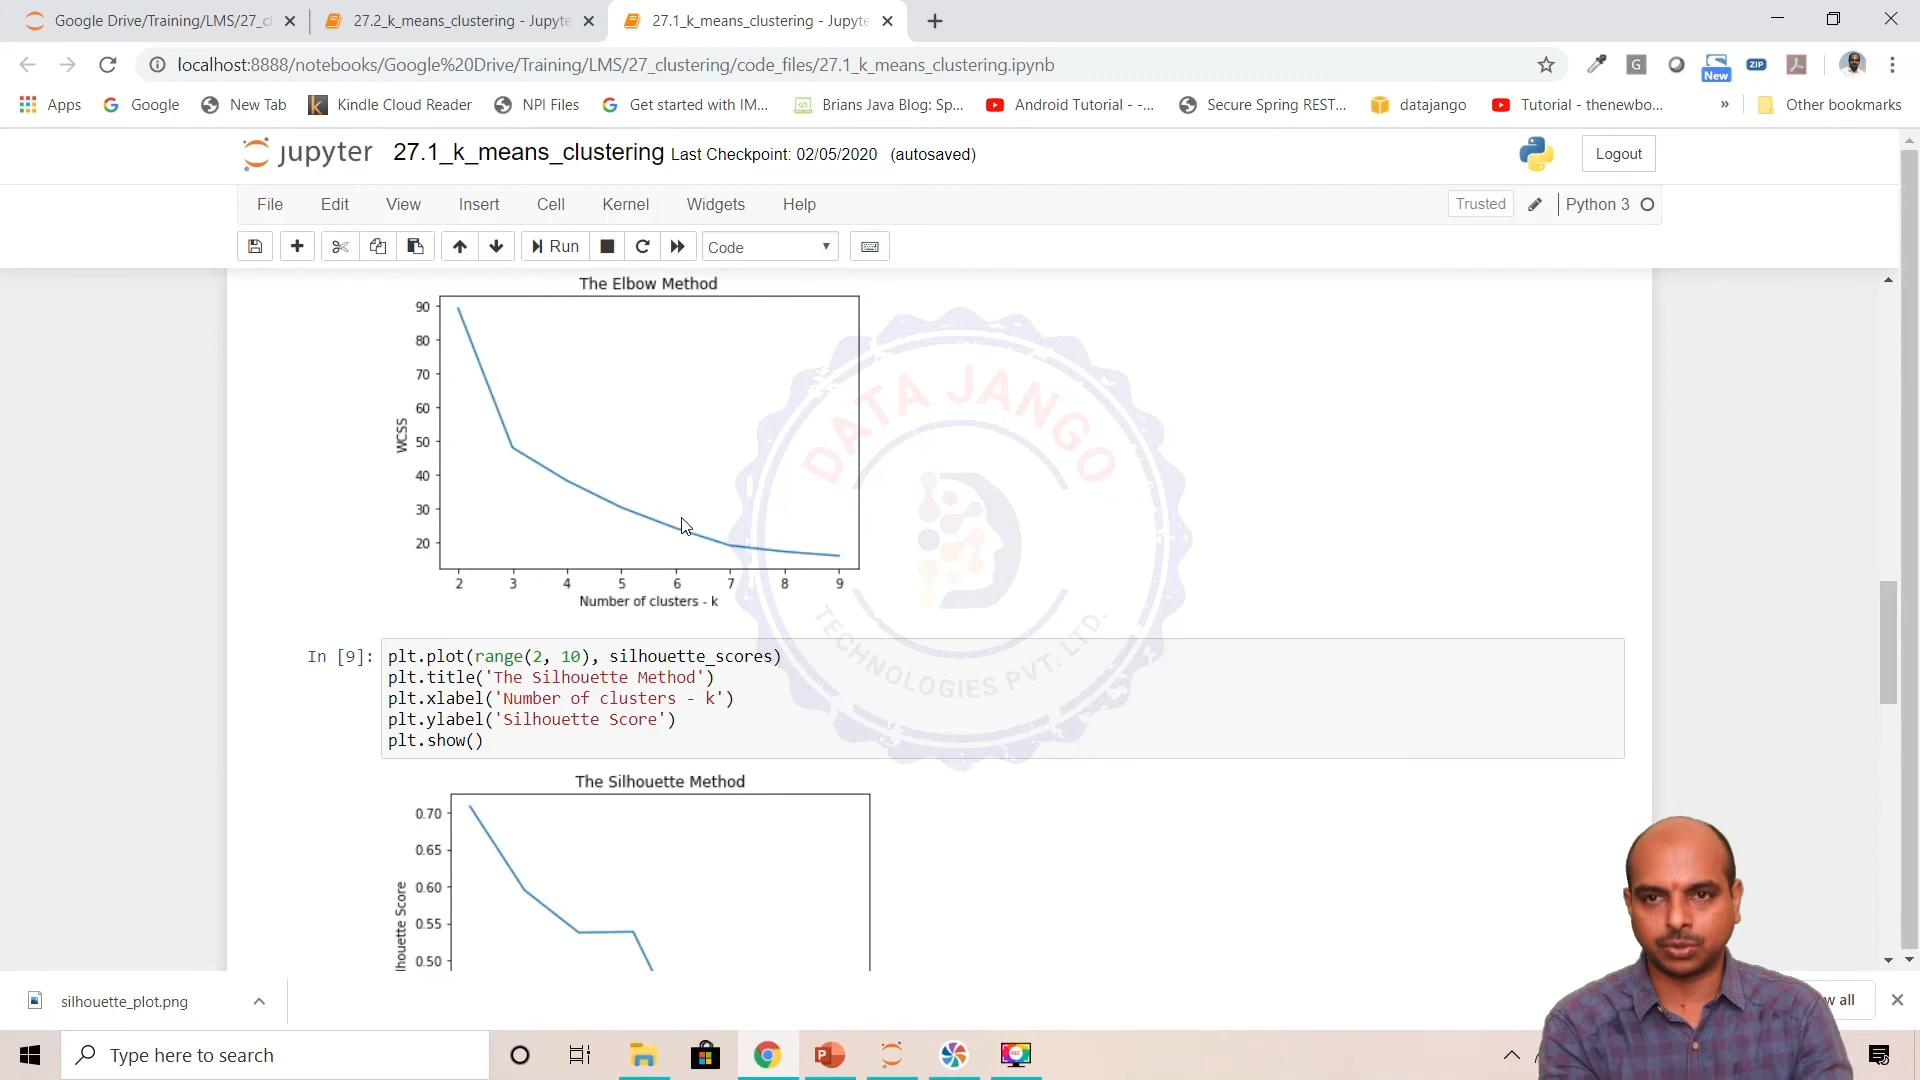 Google Drive/Training/LMS/27_cl
27.2_k_means_clustering - Jupyte
27.1_k_means_clustering - Jupyte
localhost:8888/notebooks/Google%20Drive/Training/LMS/27_clustering/code_files/27.1_k_means_clustering.ipynb
G
New
ZIP
Apps
Google
New Tab
Kindle Cloud Reader
NPI Files
Get started with IM...
Brians Java Blog: Sp...
Android Tutorial - -...
Secure Spring REST...
datajango
Tutorial - thenewbo...
»
Other bookmarks
jupyter
27.1_k_means_clustering Last Checkpoint: 02/05/2020 (autosaved)
Logout
File
Edit
View
Insert
Cell
Kernel
Widgets
Help
Trusted
Python 3
Run
Code
The Elbow Method
90
80
70
60
50
40
30
20
WCSS
2 3 4 5 6 7 8 9
Number of clusters - k
DATA JANGO
TECHNOLOGIES PVT. LTD.
In [9]:
plt.plot(range(2, 10), silhouette_scores)
plt.title('The Silhouette Method')
plt.xlabel('Number of clusters - k')
plt.ylabel('Silhouette Score')
plt.show()
The Silhouette Method
0.70
0.65
0.60
0.55
0.50
lhouette Score
silhouette_plot.png
w all
Type here to search